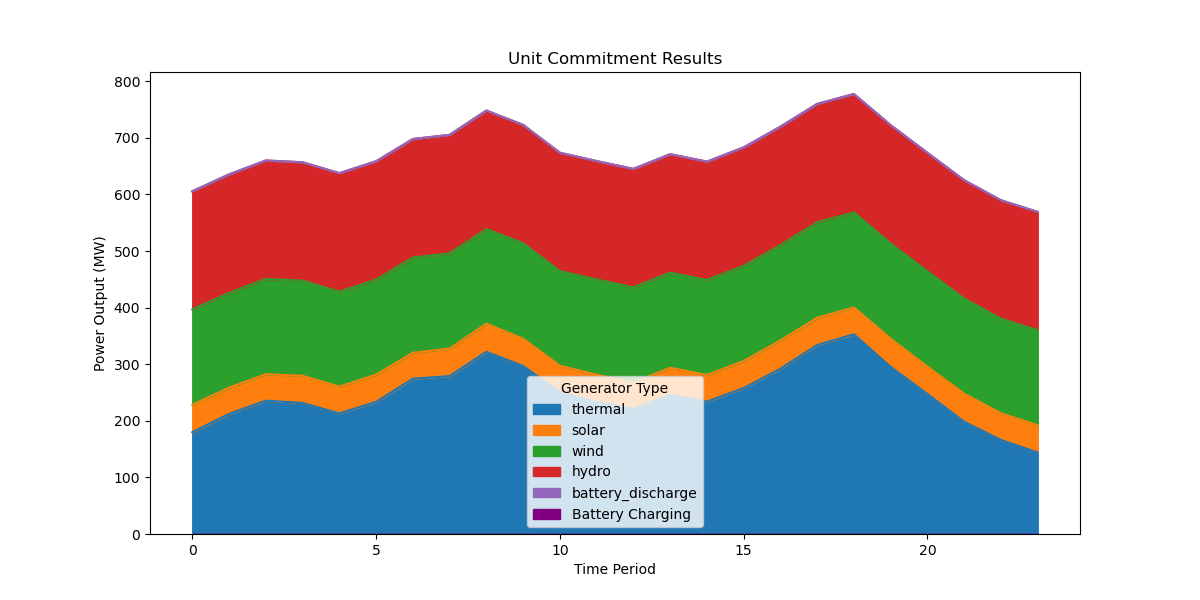 Unit Commitment Results
Power Output (MW)
800
700
600
500
400
300
200
100
0
Generator Type
thermal
solar
wind
hydro
battery_discharge
Battery Charging
0 5 10 15 20
Time Period